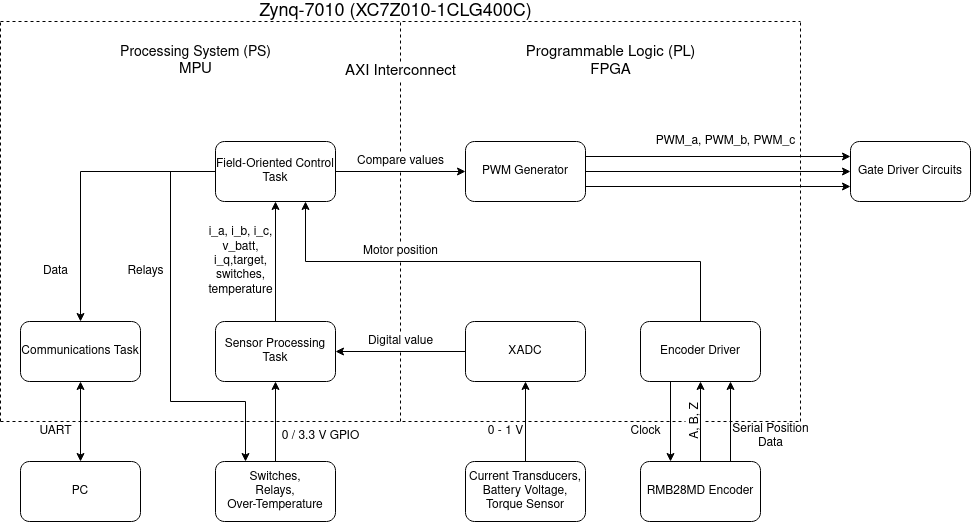 Zynq-7010 (XC7Z010-1CLG400C)
Processing System (PS)
MPU
AXI Interconnect
Programmable Logic (PL)
FPGA
Field-Oriented Control
Task
Compare values
PWM Generator
PWM_a, PWM_b, PWM_c
Gate Driver Circuits
i_a, i_b, i_c,
v_batt,
i_q,target,
switches,
temperature
Motor position
Data
Relays
Communications Task
Sensor Processing
Task
Digital value
XADC
Encoder Driver
UART
0 / 3.3 V GPIO
0 - 1 V
Clock
A, B, Z
Serial Position
Data
PC
Switches,
Relays,
Over-Temperature
Current Transducers,
Battery Voltage,
Torque Sensor
RMB28MD Encoder